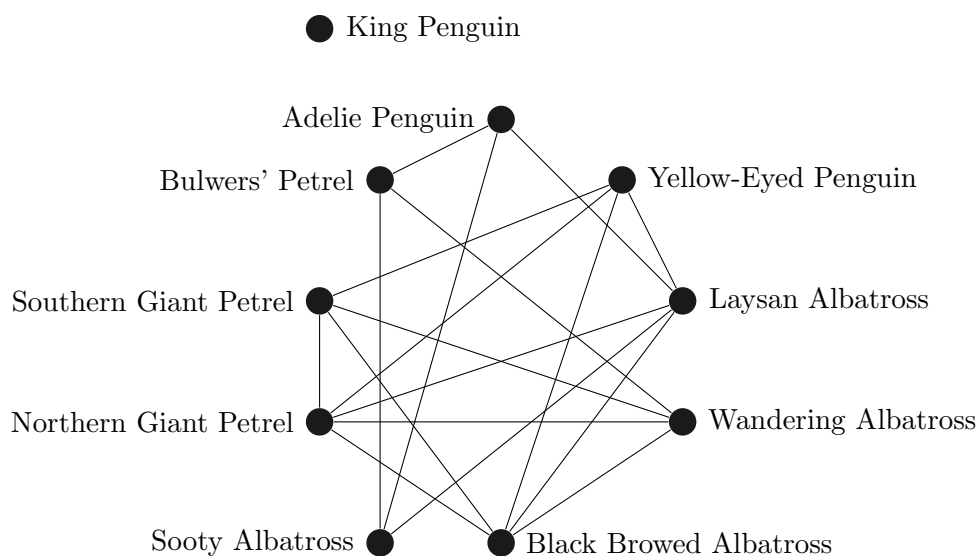 King Penguin
Adelie Penguin
Bulwers' Petrel
Yellow-Eyed Penguin
Southern Giant Petrel
Laysan Albatross
Northern Giant Petrel
Wandering Albatross
Sooty Albatross
Black Browed Albatross